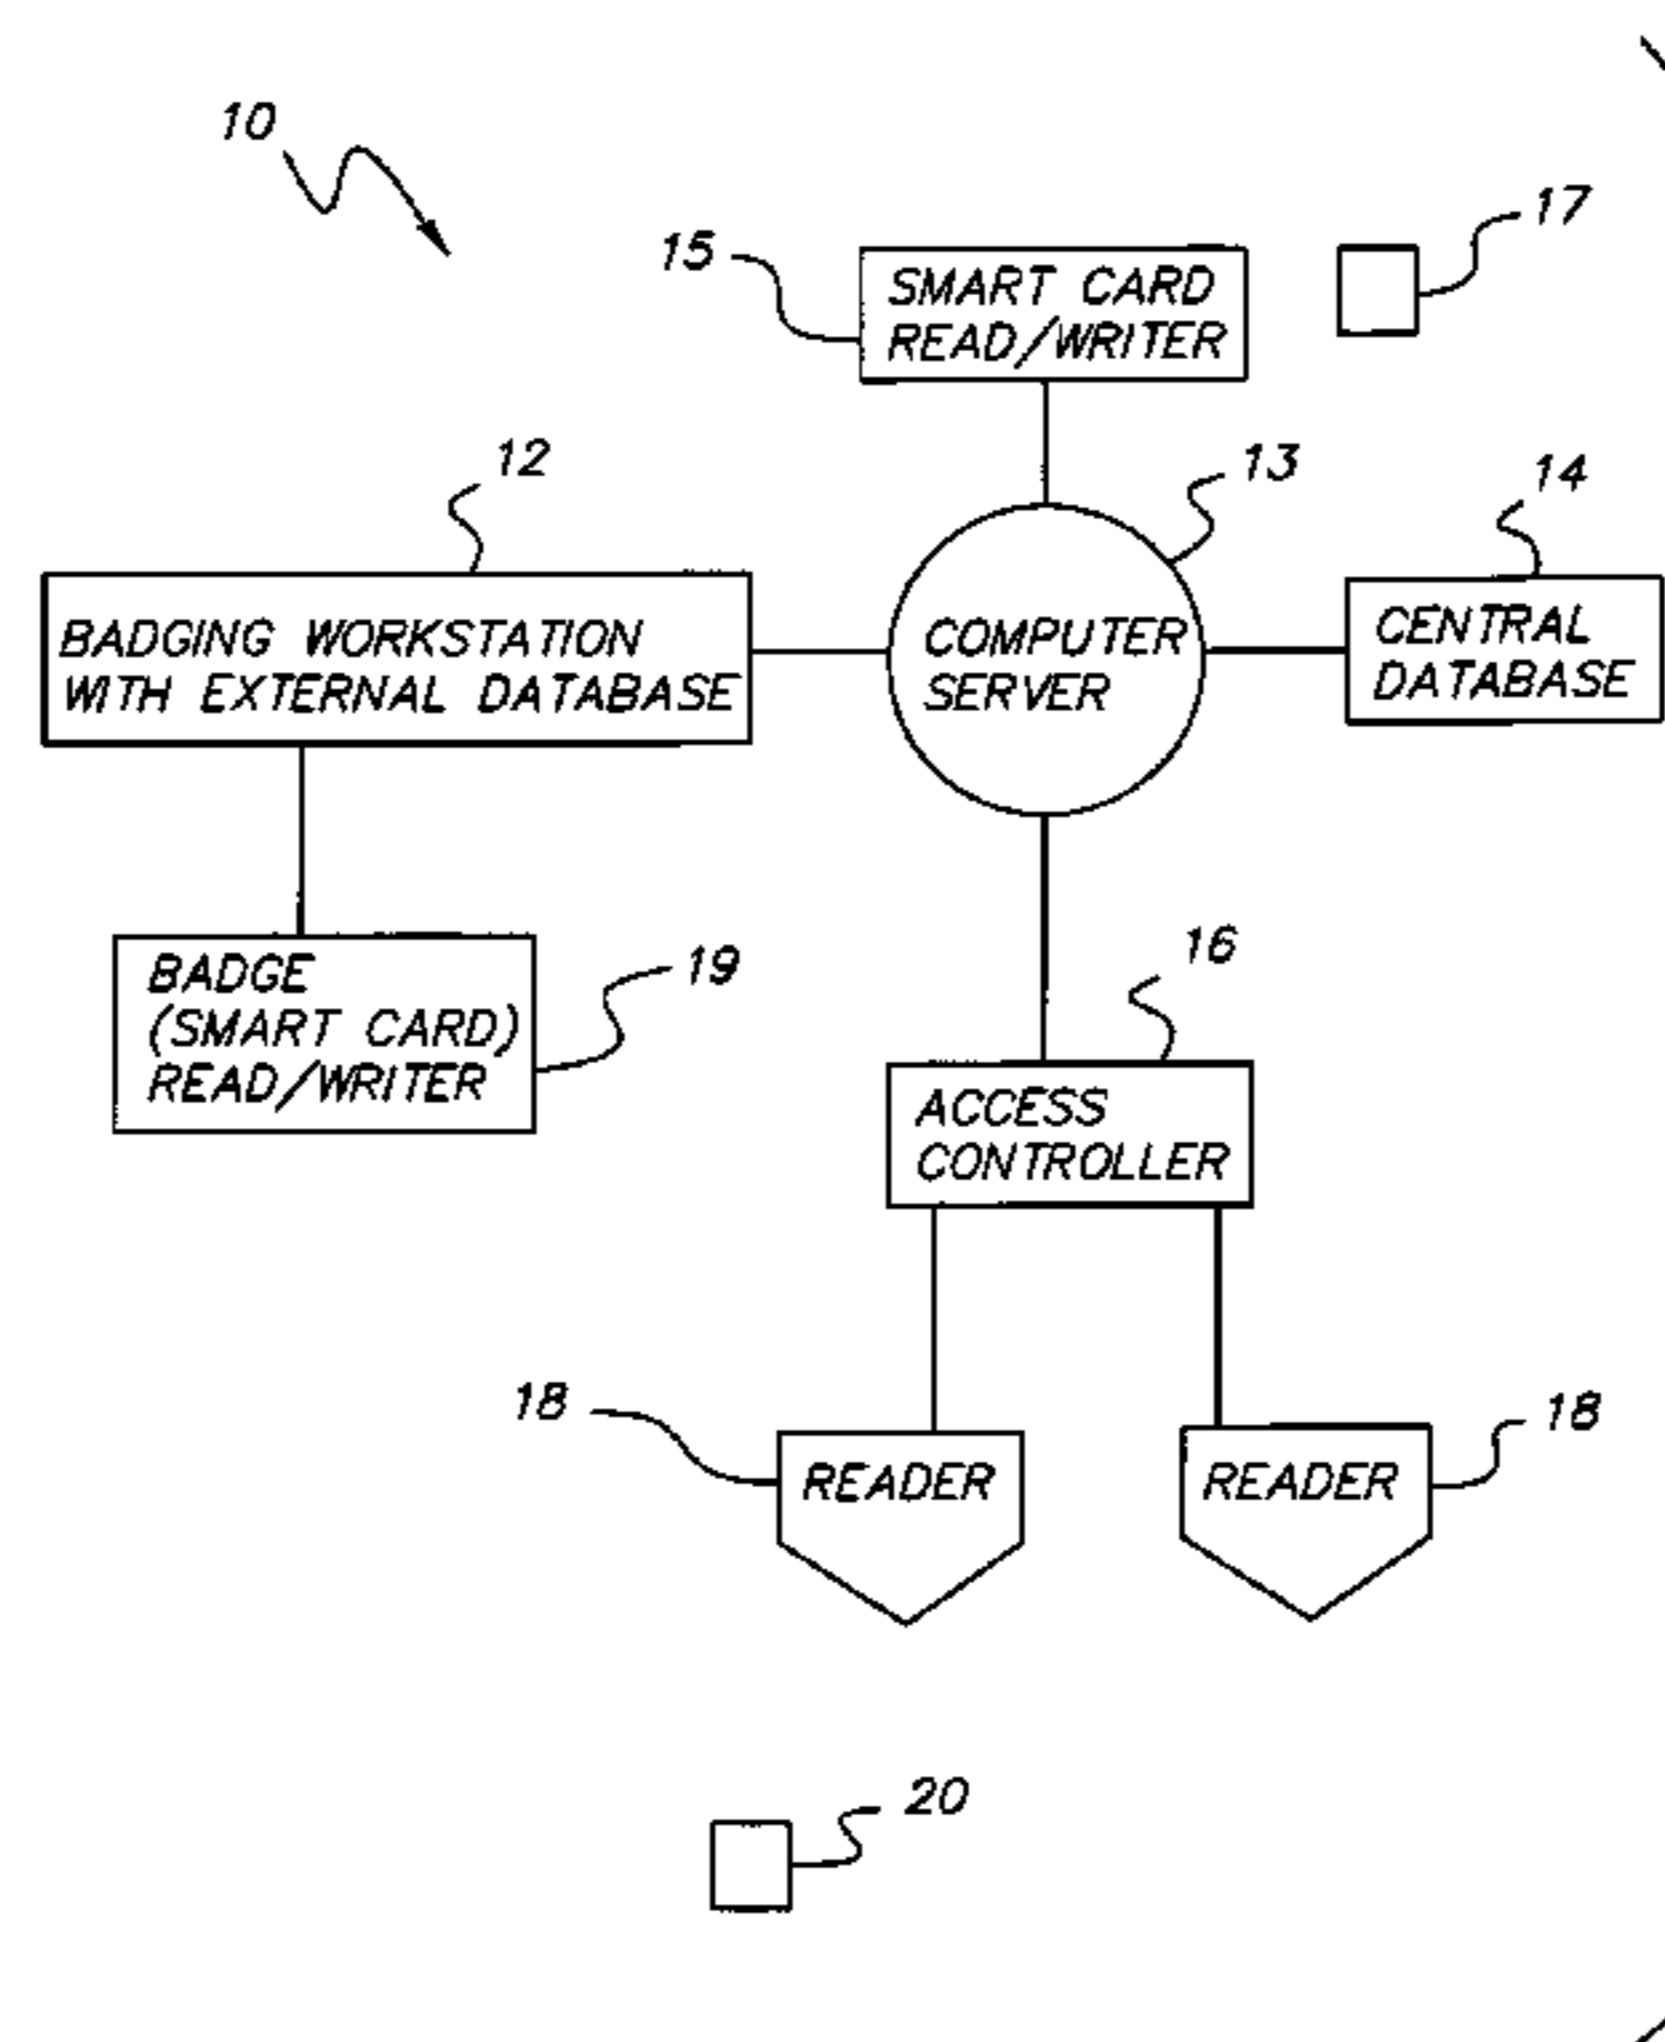 10
17
15
SMART CARD
READ/WRITER
12
13
14
BADGING WORKSTATION
WITH EXTERNAL DATABASE
COMPUTER
SERVER
CENTRAL
DATABASE
16
19
BADGE
(SMART CARD)
READ/WRITER
ACCESS
CONTROLLER
18
18
READER
READER
20